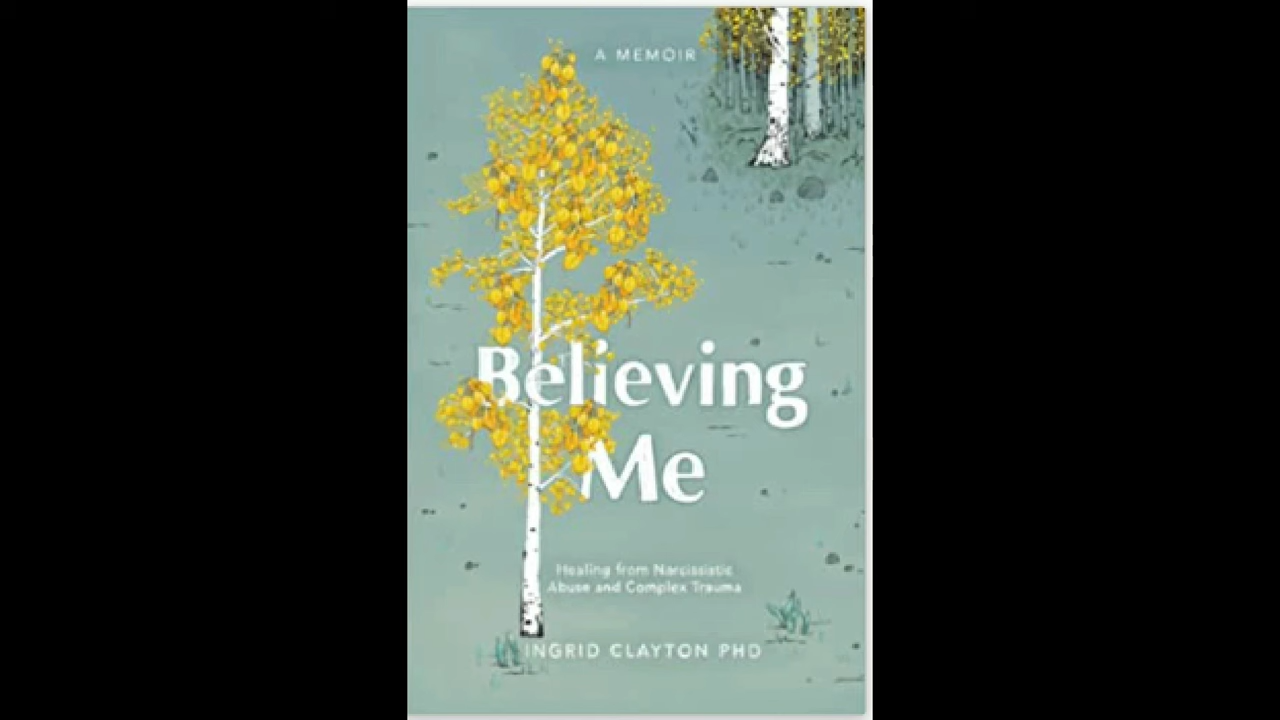 A MEMOIR
Believing
Me
Healing from Narcissistic
Abuse and Complex Trauma
INGRID CLAYTON PHD